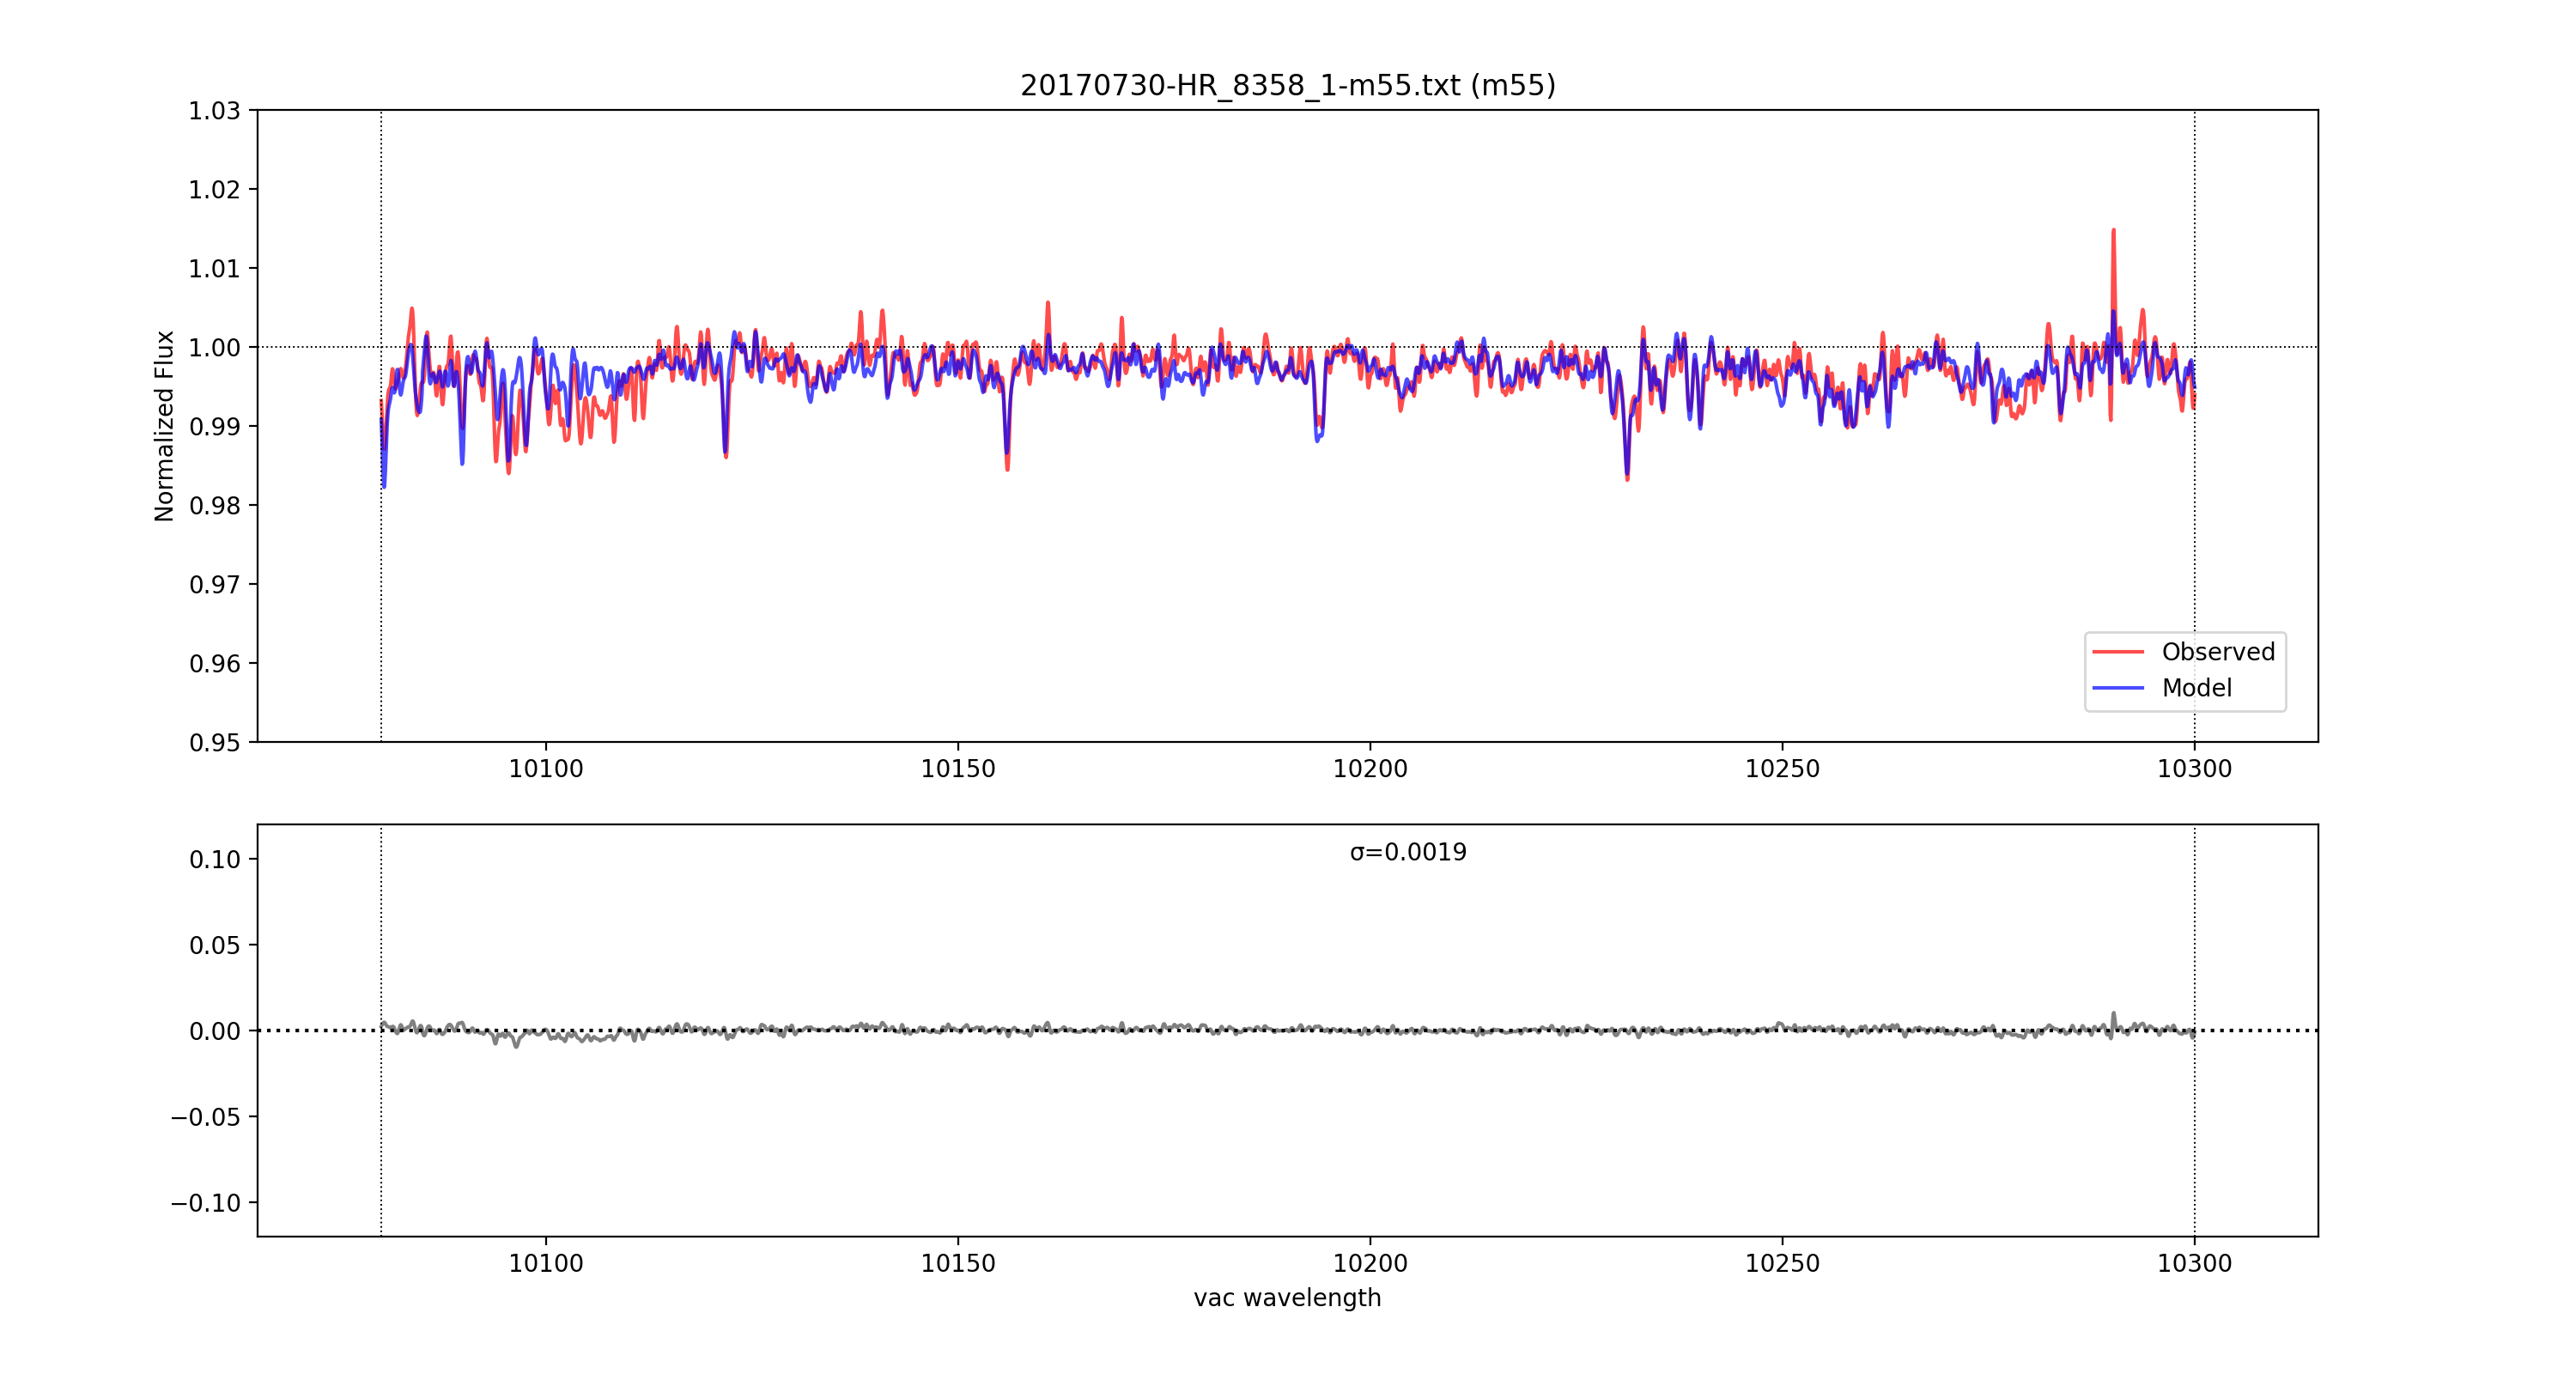 20170730-HR_8358_1-m55.txt (m55)
1.03
1.02
1.01
1.00
0.99
0.98
0.97
0.96
0.95
Normalized Flux
Observed
Model
10100 10150 10200 10250 10300
σ=0.0019
0.10
0.05
0.00
−0.05
−0.10
10100 10150 10200 10250 10300
vac wavelength